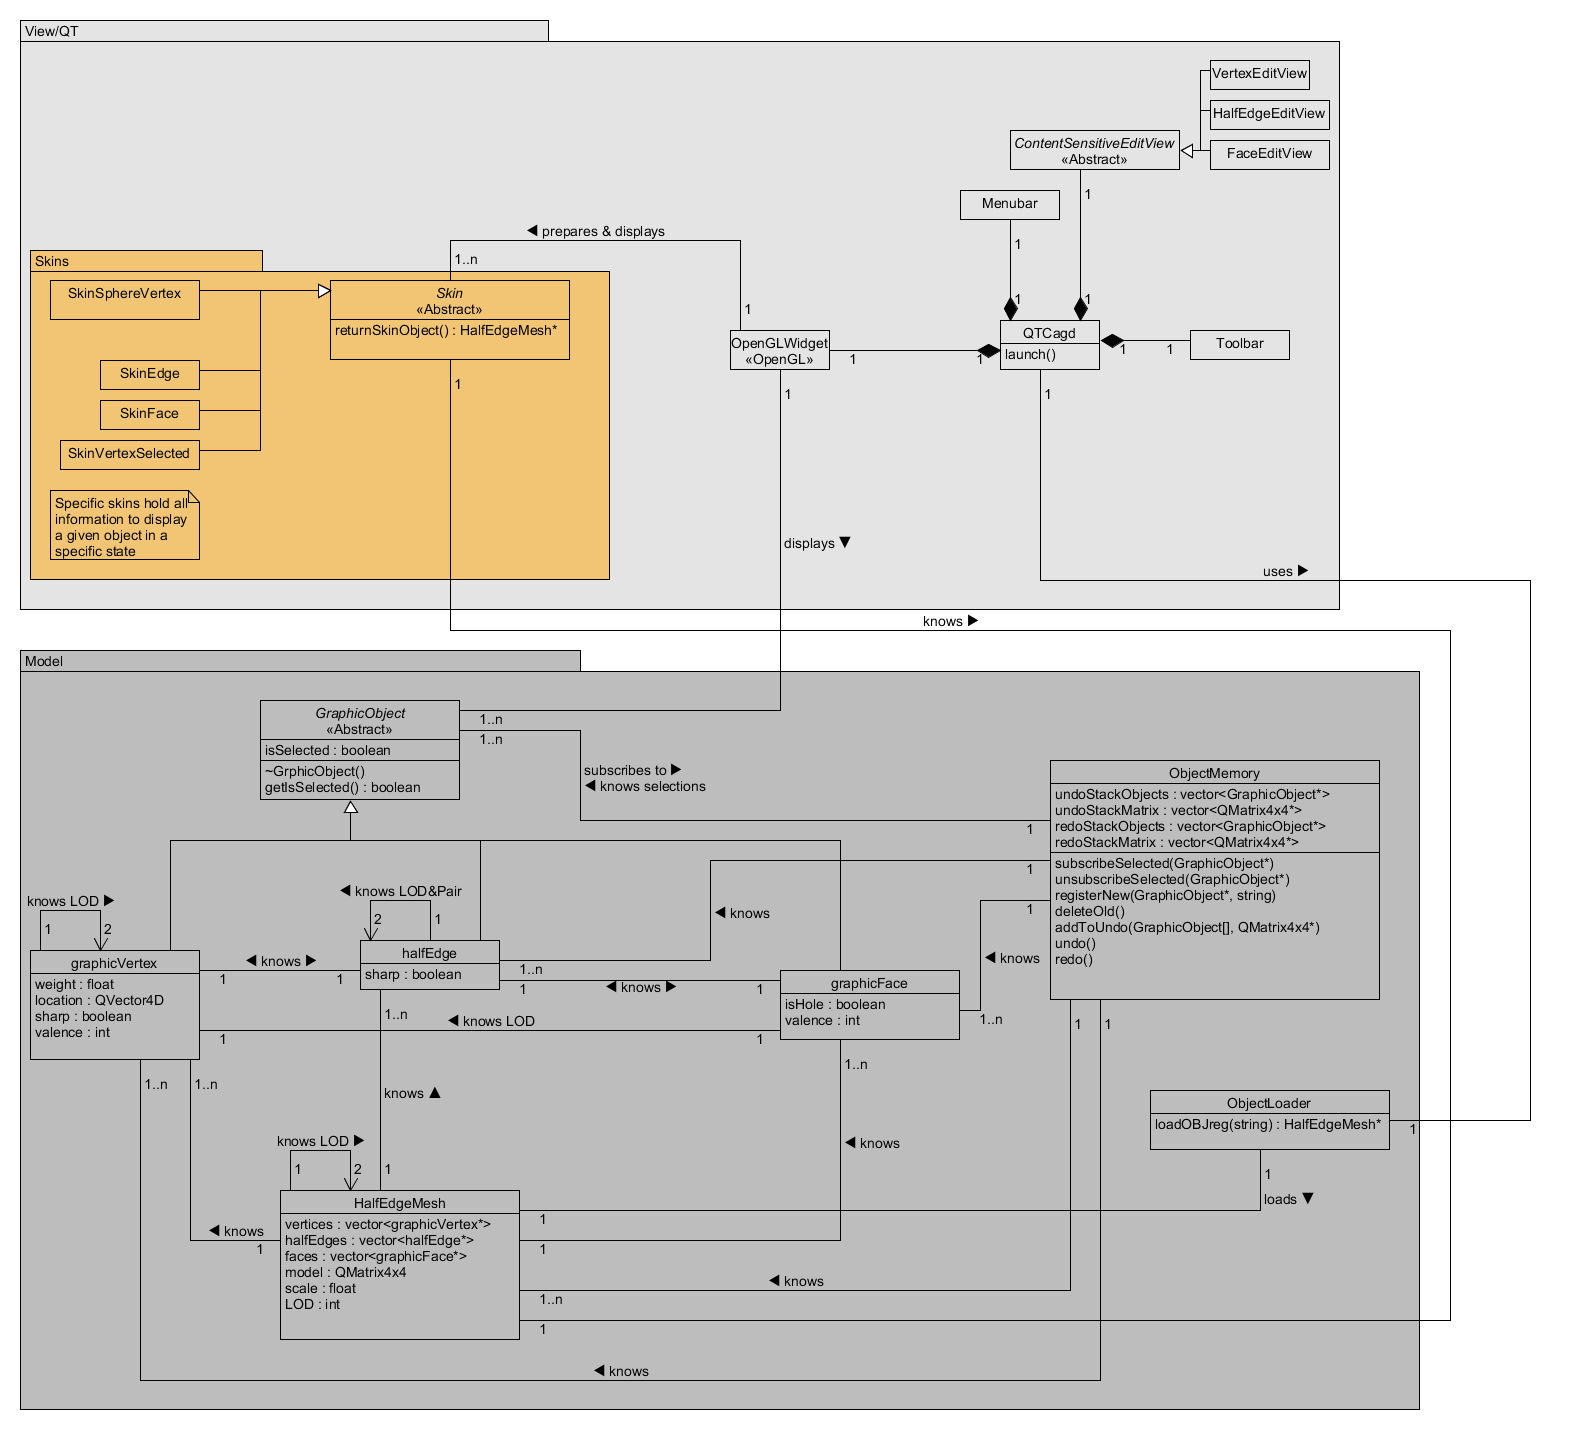 View/QT
VertexEditView
HalfEdgeEditView
FaceEditView
ContentSensitiveEditView
«Abstract»
1
Menubar
1
◀ prepares & displays
1..n
1
Skins
SkinSphereVertex
SkinEdge
SkinFace
SkinVertexSelected
Specific skins hold all
information to display
a given object in a
specific state
Skin
«Abstract»
returnSkinObject() : HalfEdgeMesh*
1
OpenGLWidget
«OpenGL»
1
1
1
1
QTCagd
launch()
1
1
Toolbar
1
1
displays ▼
uses ▶
knows ▶
Model
GraphicObject
«Abstract»
isSelected : boolean
~GrphicObject()
getIsSelected() : boolean
1..n
1..n
subscribes to ▶
◀ knows selections
1
ObjectMemory
undoStackObjects : vector<GraphicObject*>
undoStackMatrix : vector<QMatrix4x4*>
redoStackObjects : vector<GraphicObject*>
redoStackMatrix : vector<QMatrix4x4*>
subscribeSelected(GraphicObject*)
unsubscribeSelected(GraphicObject*)
registerNew(GraphicObject*, string)
deleteOld()
addToUndo(GraphicObject[], QMatrix4x4*)
undo()
redo()
1
◀ knows
1
◀ knows
knows LOD ▶
1
2
◀ knows LOD&Pair
2
1
graphicVertex
weight : float
location : QVector4D
sharp : boolean
valence : int
◀ knows ▶
1
1
halfEdge
sharp : boolean
1..n
1
◀ knows ▶
1
graphicFace
isHole : boolean
valence : int
1..n
1..n
◀ knows LOD
1
1
1
1
1..n
1..n
1..n
knows ▲
◀ knows
ObjectLoader
loadOBJreg(string) : HalfEdgeMesh*
1
1
loads ▼
knows LOD ▶
1
2
1
HalfEdgeMesh
vertices : vector<graphicVertex*>
halfEdges : vector<halfEdge*>
faces : vector<graphicFace*>
model : QMatrix4x4
scale : float
LOD : int
◀ knows
1
1
1
◀ knows
1..n
1
◀ knows